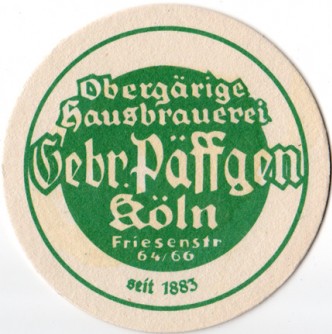 Obergärige
Hausbrauerei
Gebr. Päffgen
Köln
Friesenstr
64/66
seit 1883